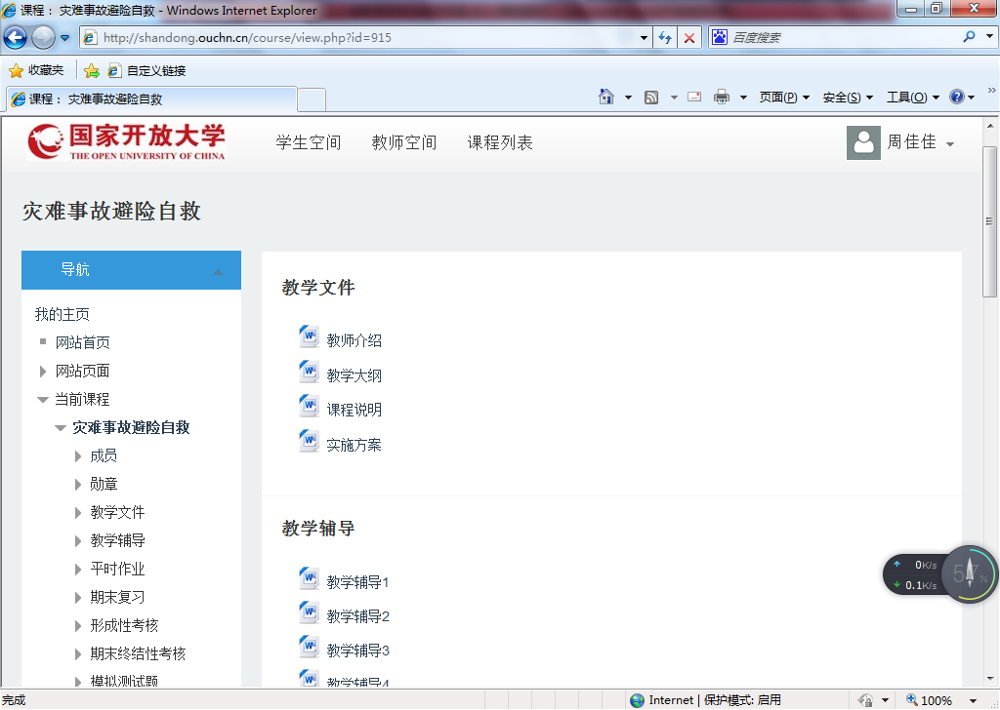 课程： 灾难事故避险自救 - Windows Internet Explorer
http://shandong.ouchn.cn/course/view.php?id=915
百度搜索
收藏夹
自定义链接
课程： 灾难事故避险自救
页面(P)
安全(S)
工具(O)
国家开放大学
THE OPEN UNIVERSITY OF CHINA
学生空间
教师空间
课程列表
周佳佳
灾难事故避险自救
导航
我的主页
网站首页
网站页面
当前课程
灾难事故避险自救
成员
勋章
教学文件
教学辅导
平时作业
期末复习
形成性考核
期末终结性考核
模拟测试题
教学文件
教师介绍
教学大纲
课程说明
实施方案
教学辅导
教学辅导1
教学辅导2
教学辅导3
教学辅导4
0K/s
0.1K/s
完成
Internet | 保护模式: 启用
100%